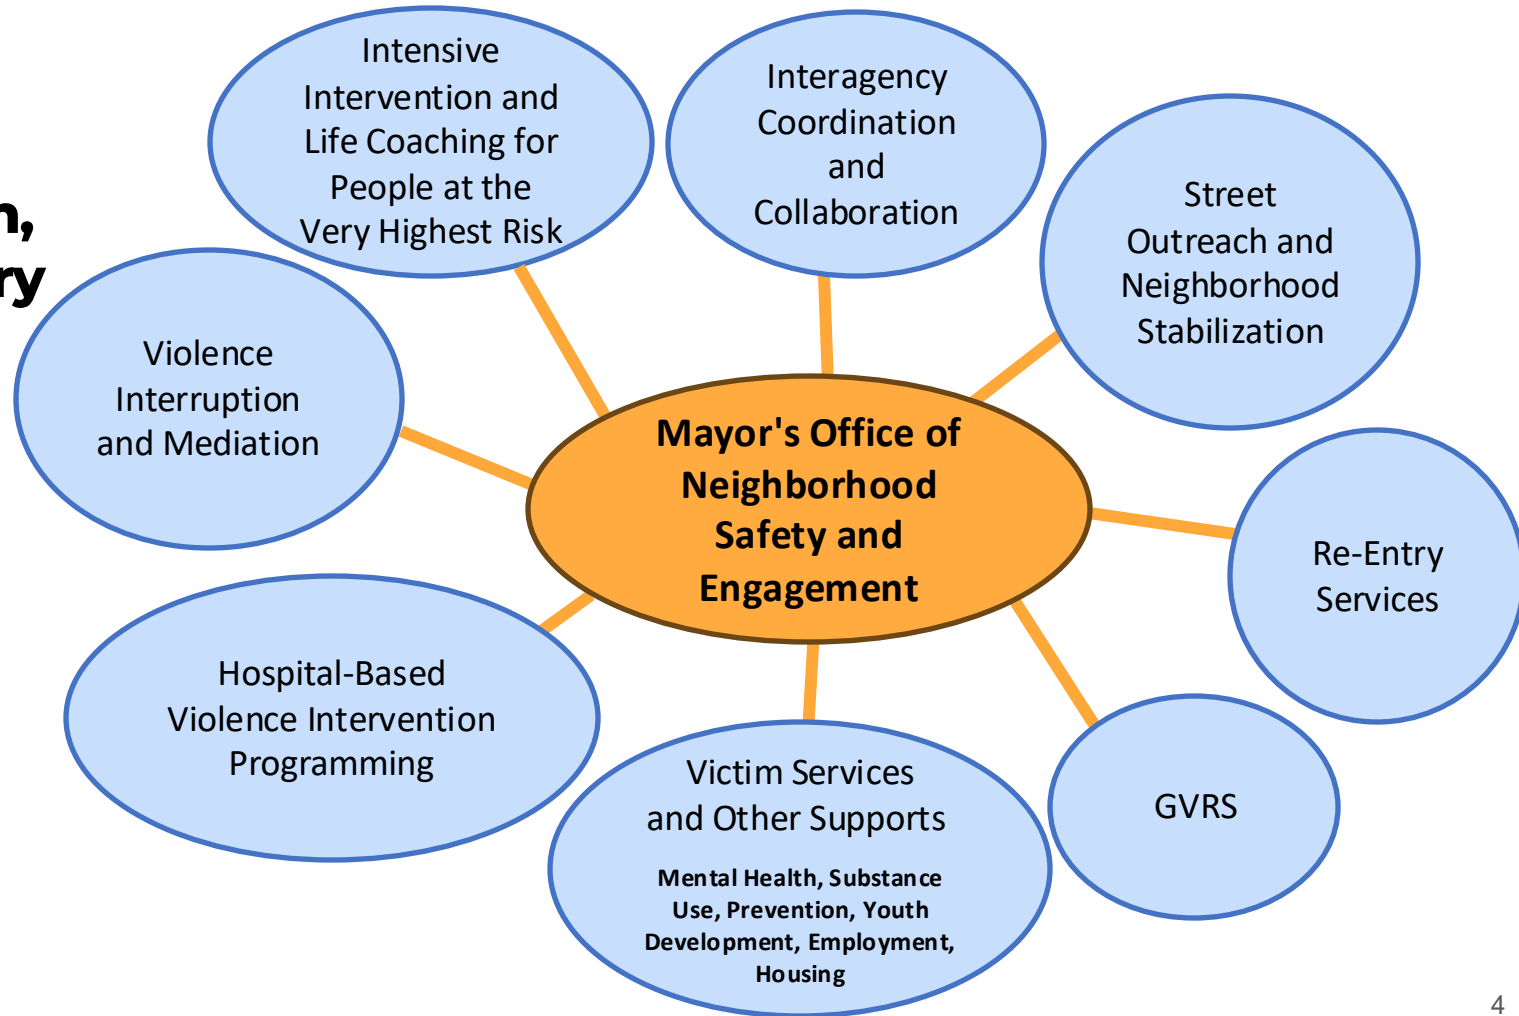 Intensive
Intervention and
Life Coaching for
People at the
Very Highest Risk
Interagency
Coordination
and
Collaboration
Street
Outreach and
Neighborhood
Stabilization
Violence
Interruption
and Mediation
Mayor's Office of
Neighborhood
Safety and
Engagement
Re-Entry
Services
Hospital-Based
Violence Intervention
Programming
Victim Services
and Other Supports
Mental Health, Substance
Use, Prevention, Youth
Development, Employment,
Housing
GVRS
4